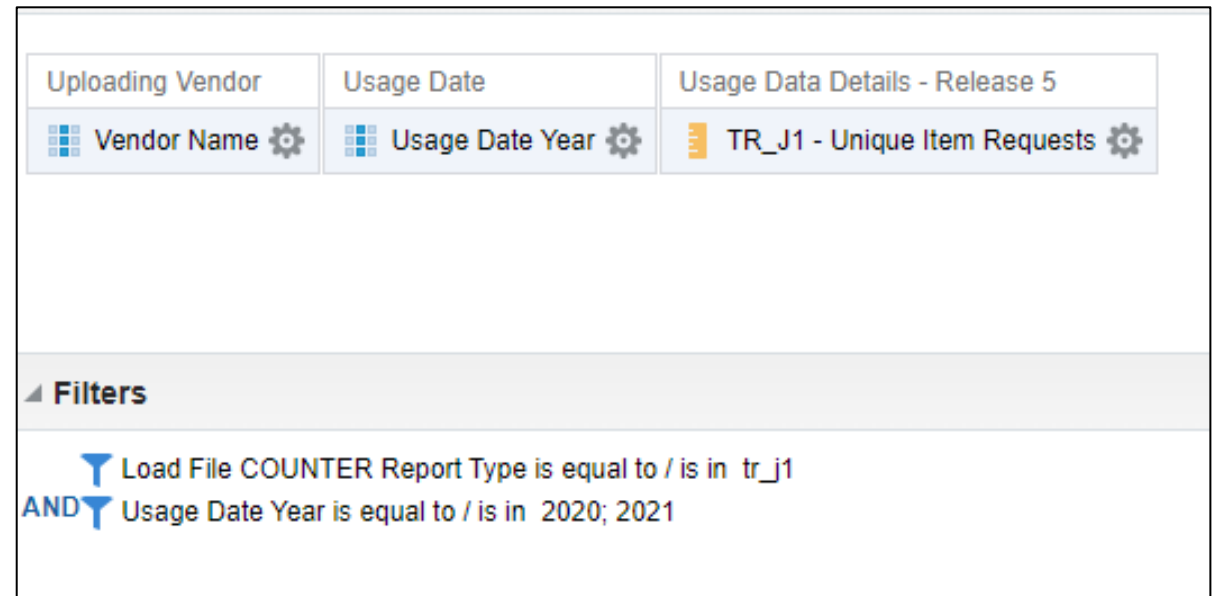 Uploading Vendor Usage Date Usage Data Details - Release 5
Vendor Name Usage Date Year TR_J1 - Unique Item Requests
Filters
Load File COUNTER Report Type is equal to / is in tr_j1
AND Usage Date Year is equal to / is in 2020; 2021